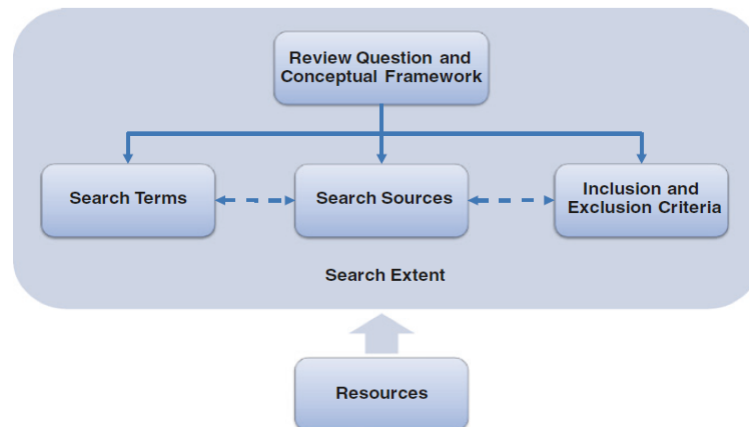 Review Question and
Conceptual Framework
Search Terms
Search Sources
Inclusion and
Exclusion Criteria
Search Extent
Resources